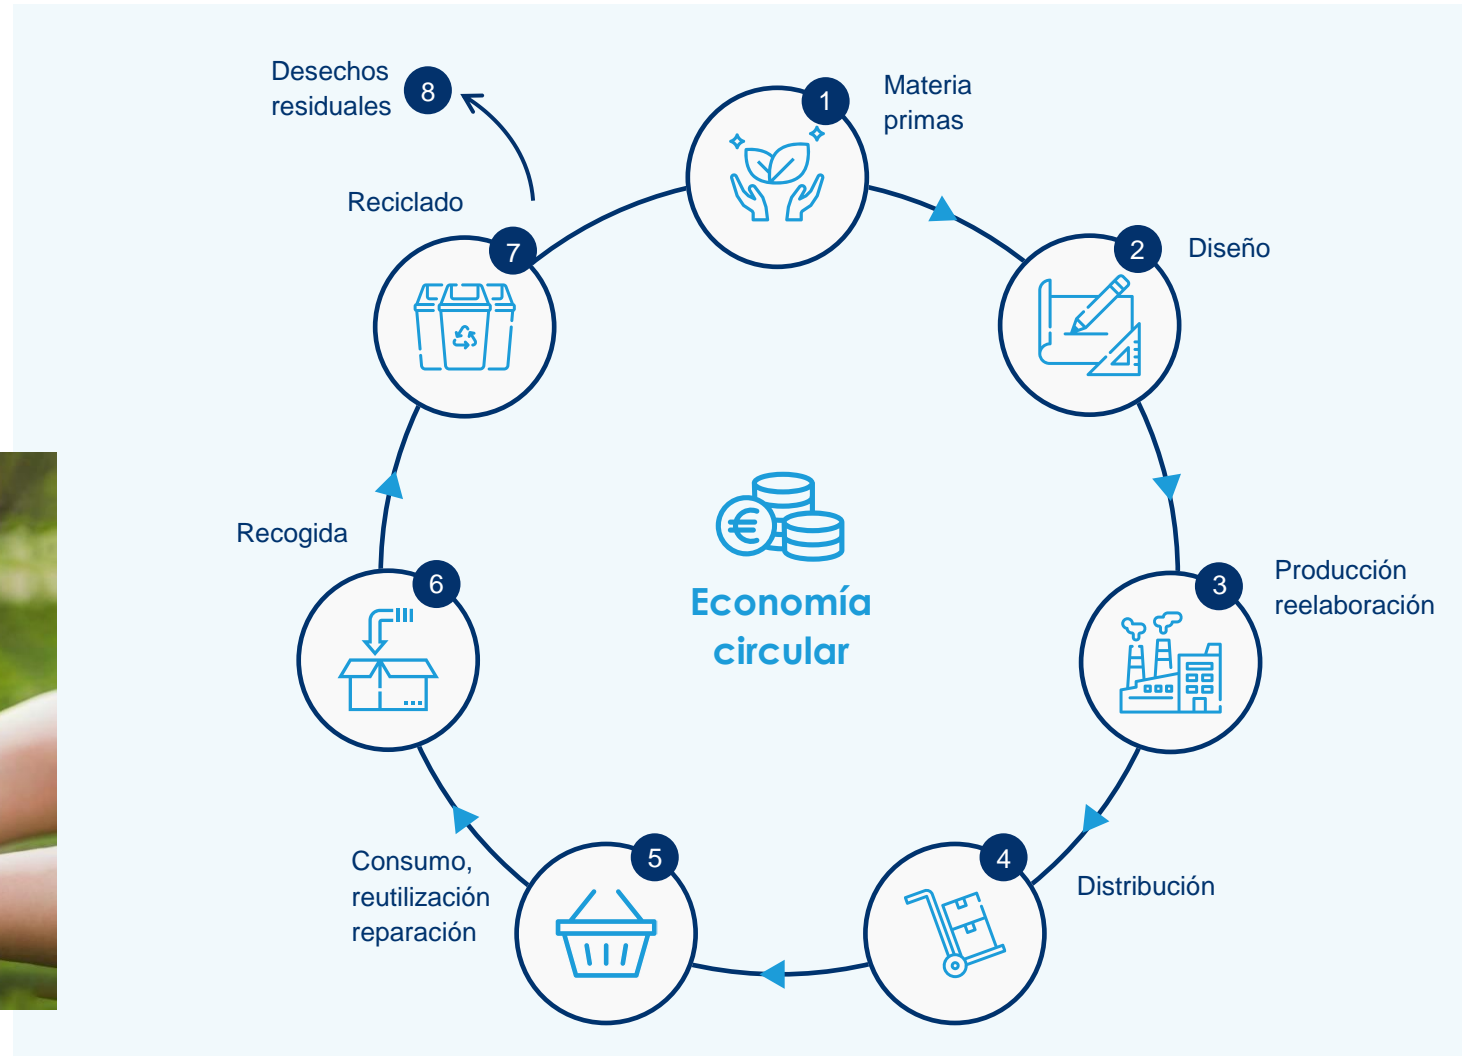 1
Materia
primas
2
Diseño
3
Producción
reelaboración
4
Distribución
5
Consumo,
reutilización
reparación
6
Recogida
7
Reciclado
8
Desechos
residuales
Economía
circular